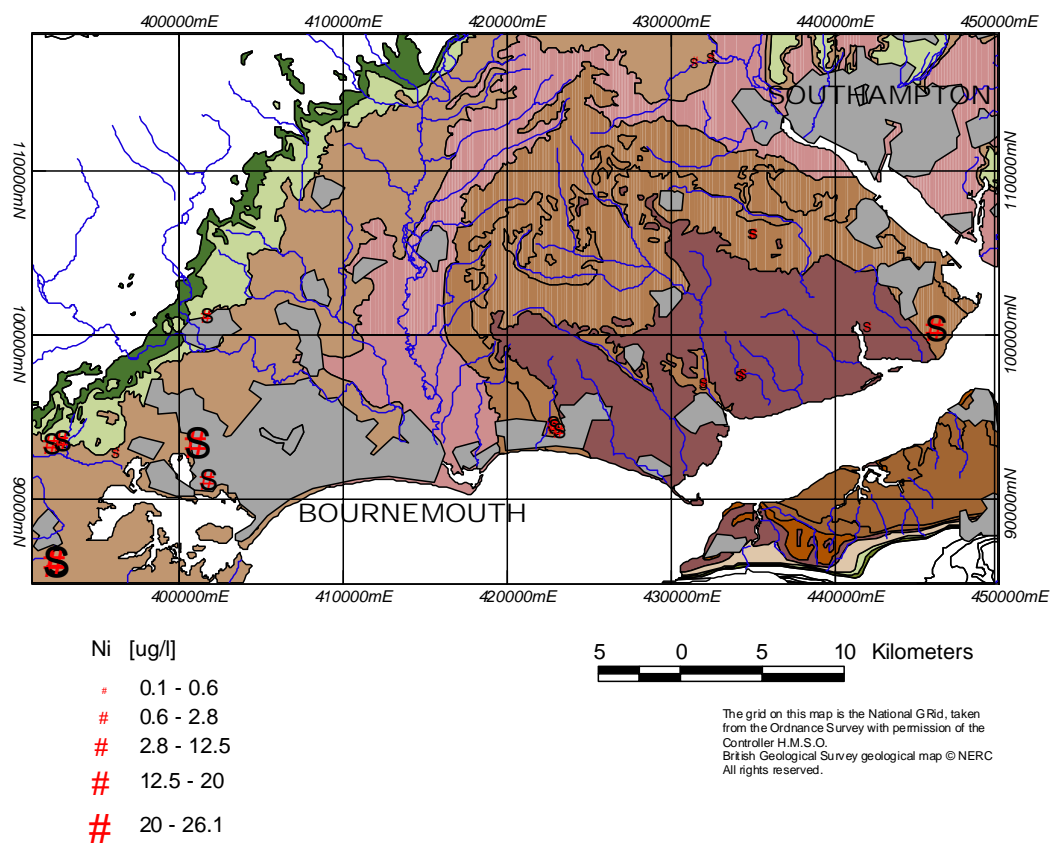 400000mE 410000mE 420000mE 430000mE 440000mE 450000mE
SOUTHAMPTON
110000mN 110000mN
100000mN 100000mN
90000mN 90000mN
BOURNEMOUTH
400000mE 410000mE 420000mE 430000mE 440000mE 450000mE
Ni [ug/l]
# 0.1 - 0.6
# 0.6 - 2.8
# 2.8 - 12.5
# 12.5 - 20
# 20 - 26.1
5 0 5 10 Kilometers
The grid on this map is the National GRid, taken
from the Ordnance Survey with permission of the
Controller H.M.S.O.
British Geological Survey geological map © NERC
All rights reserved.